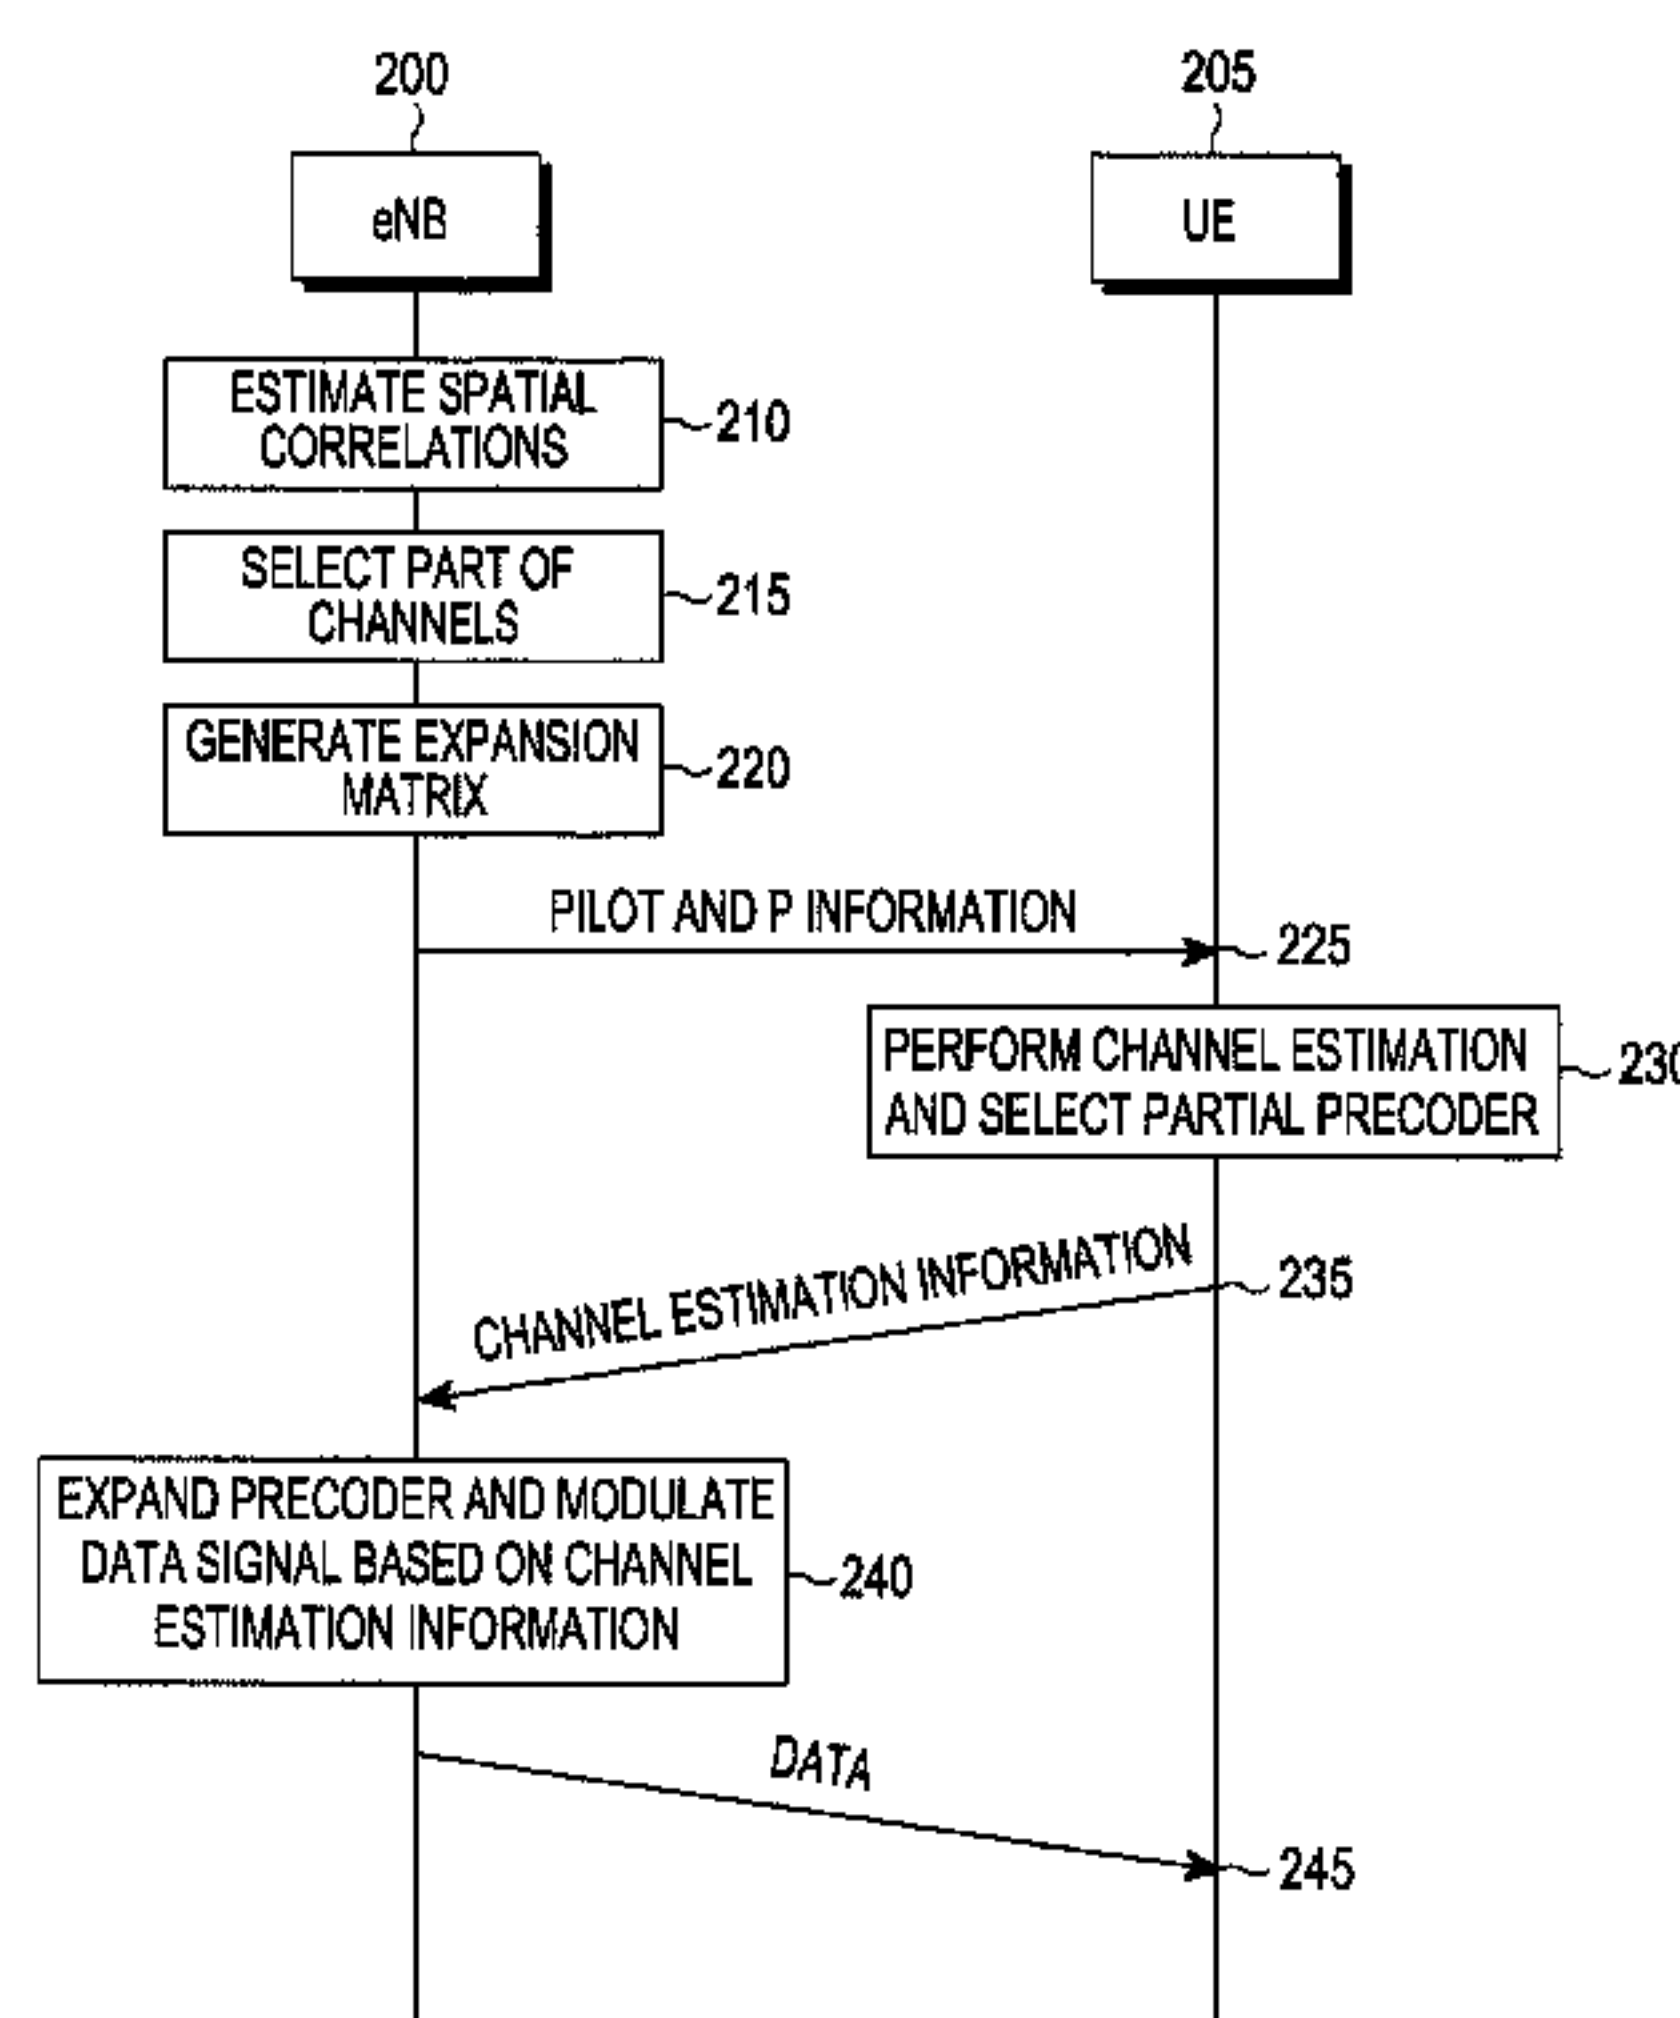 200
205
eNB
UE
ESTIMATE SPATIAL
CORRELATIONS
210
SELECT PART OF
CHANNELS
215
GENERATE EXPANSION
MATRIX
220
PILOT AND P INFORMATION
225
PERFORM CHANNEL ESTIMATION
AND SELECT PARTIAL PRECODER
230
CHANNEL ESTIMATION INFORMATION
235
EXPAND PRECODER AND MODULATE
DATA SIGNAL BASED ON CHANNEL
ESTIMATION INFORMATION
240
DATA
245